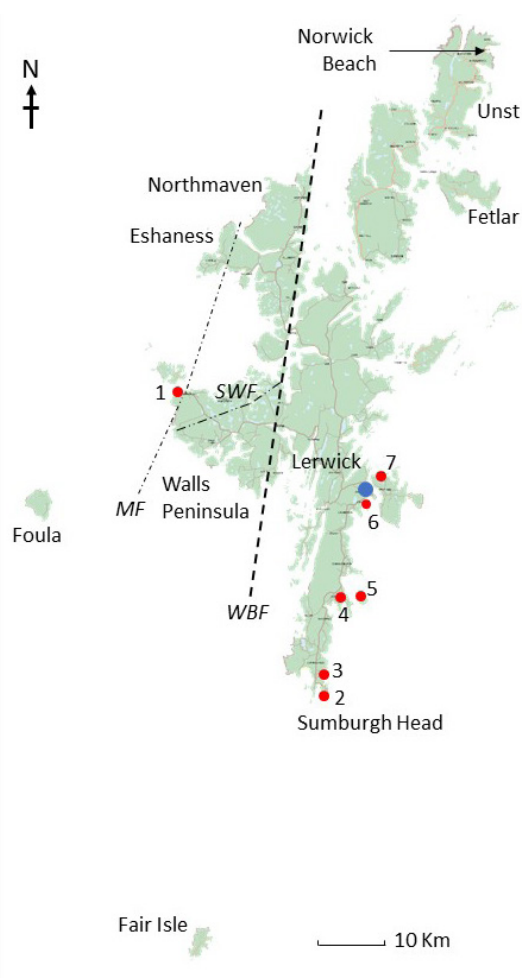 Norwick
Beach
N
Unst
Northmaven
Fetlar
Eshaness
1
SWF
Lerwick
7
Walls
Peninsula
MF
6
Foula
5
4
WBF
3
2
Sumburgh Head
Fair Isle
10 Km